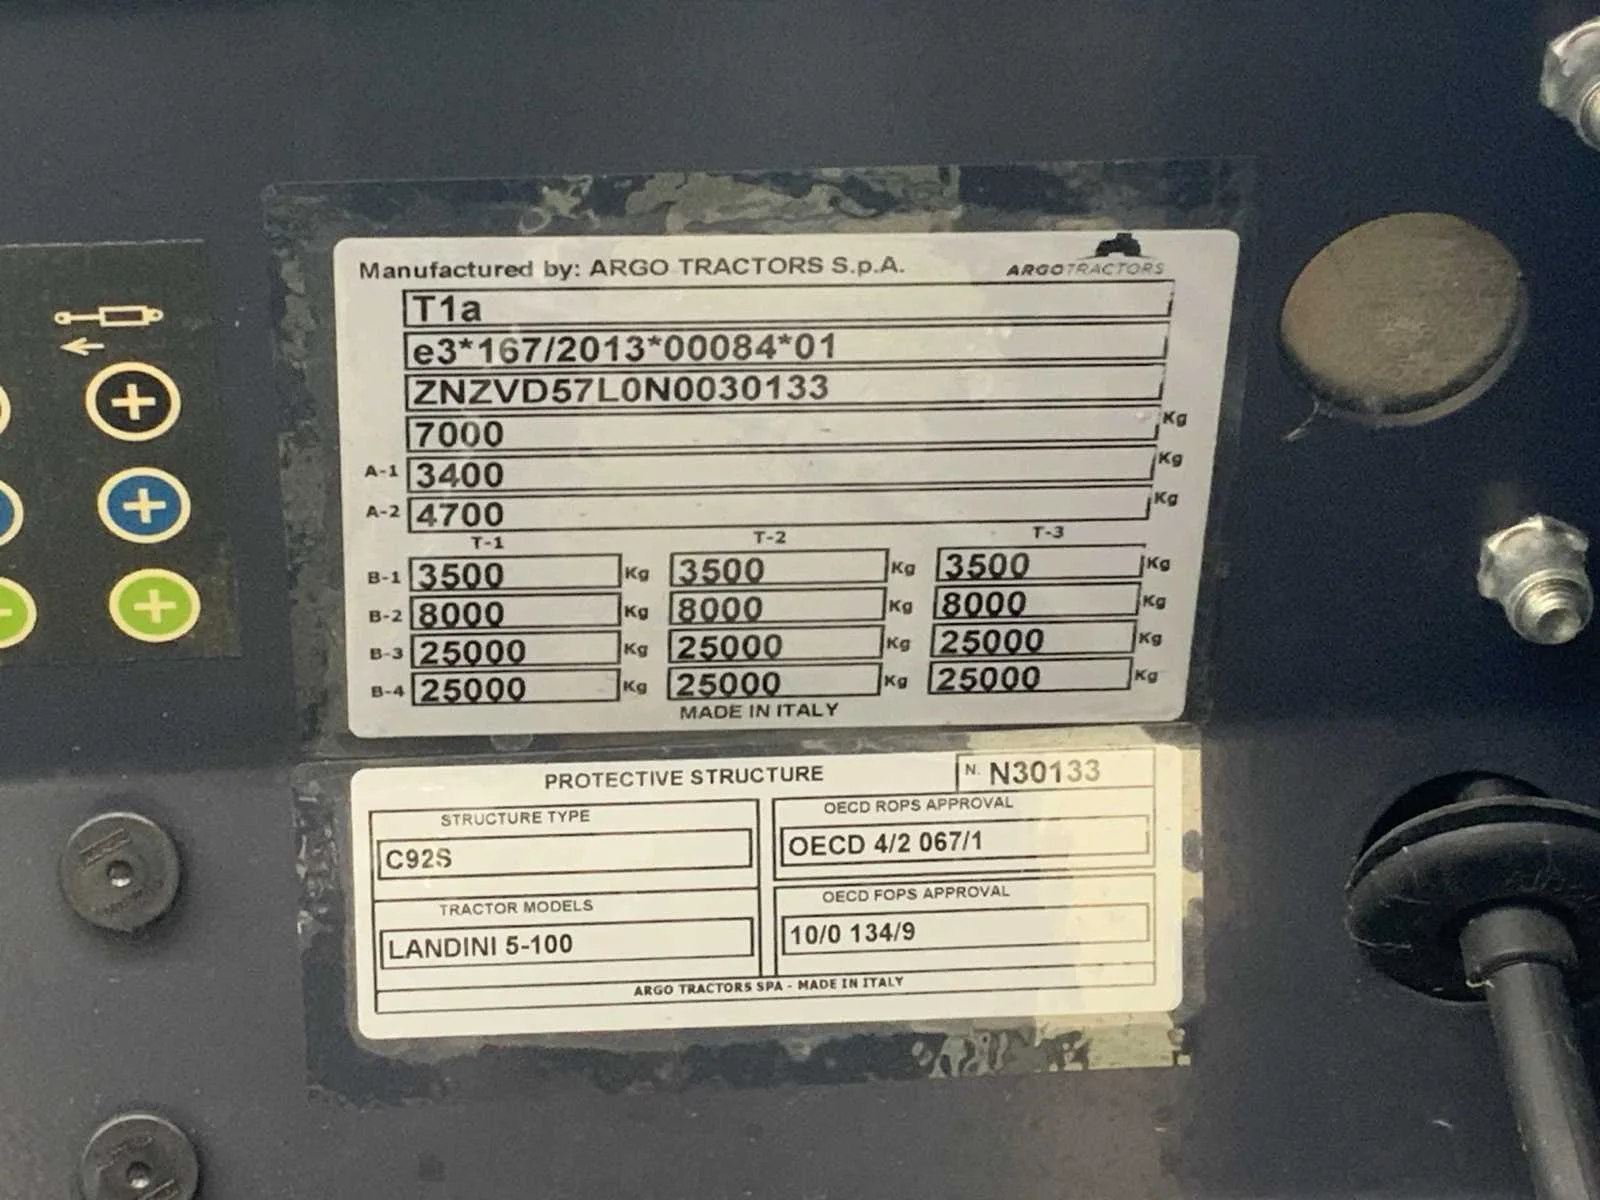 Manufactured by: ARGO TRACTORS S.p.A. ARGOTRACTORS
T1a
e3*167/2013*00084*01
ZNZVD57L0N0030133
7000 Kg
A-1 3400 Kg
A-2 4700 Kg
T-1 T-2 T-3
B-1 3500 Kg 3500 Kg 3500 Kg
B-2 8000 Kg 8000 Kg 8000 Kg
B-3 25000 Kg 25000 Kg 25000 Kg
B-4 25000 Kg 25000 Kg 25000 Kg
MADE IN ITALY
PROTECTIVE STRUCTURE N. N30133
STRUCTURE TYPE OECD ROPS APPROVAL
C92S OECD 4/2 067/1
TRACTOR MODELS OECD FOPS APPROVAL
LANDINI 5-100 10/0 134/9
ARGO TRACTORS SPA - MADE IN ITALY